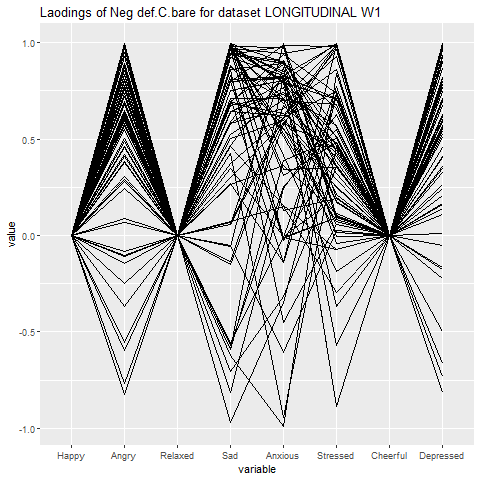 Laodings of Neg def.C.bare for dataset LONGITUDINAL W1
1.0
0.5
0.0
-0.5
-1.0
value
Happy Angry Relaxed Sad Anxious Stressed Cheerful Depressed
variable